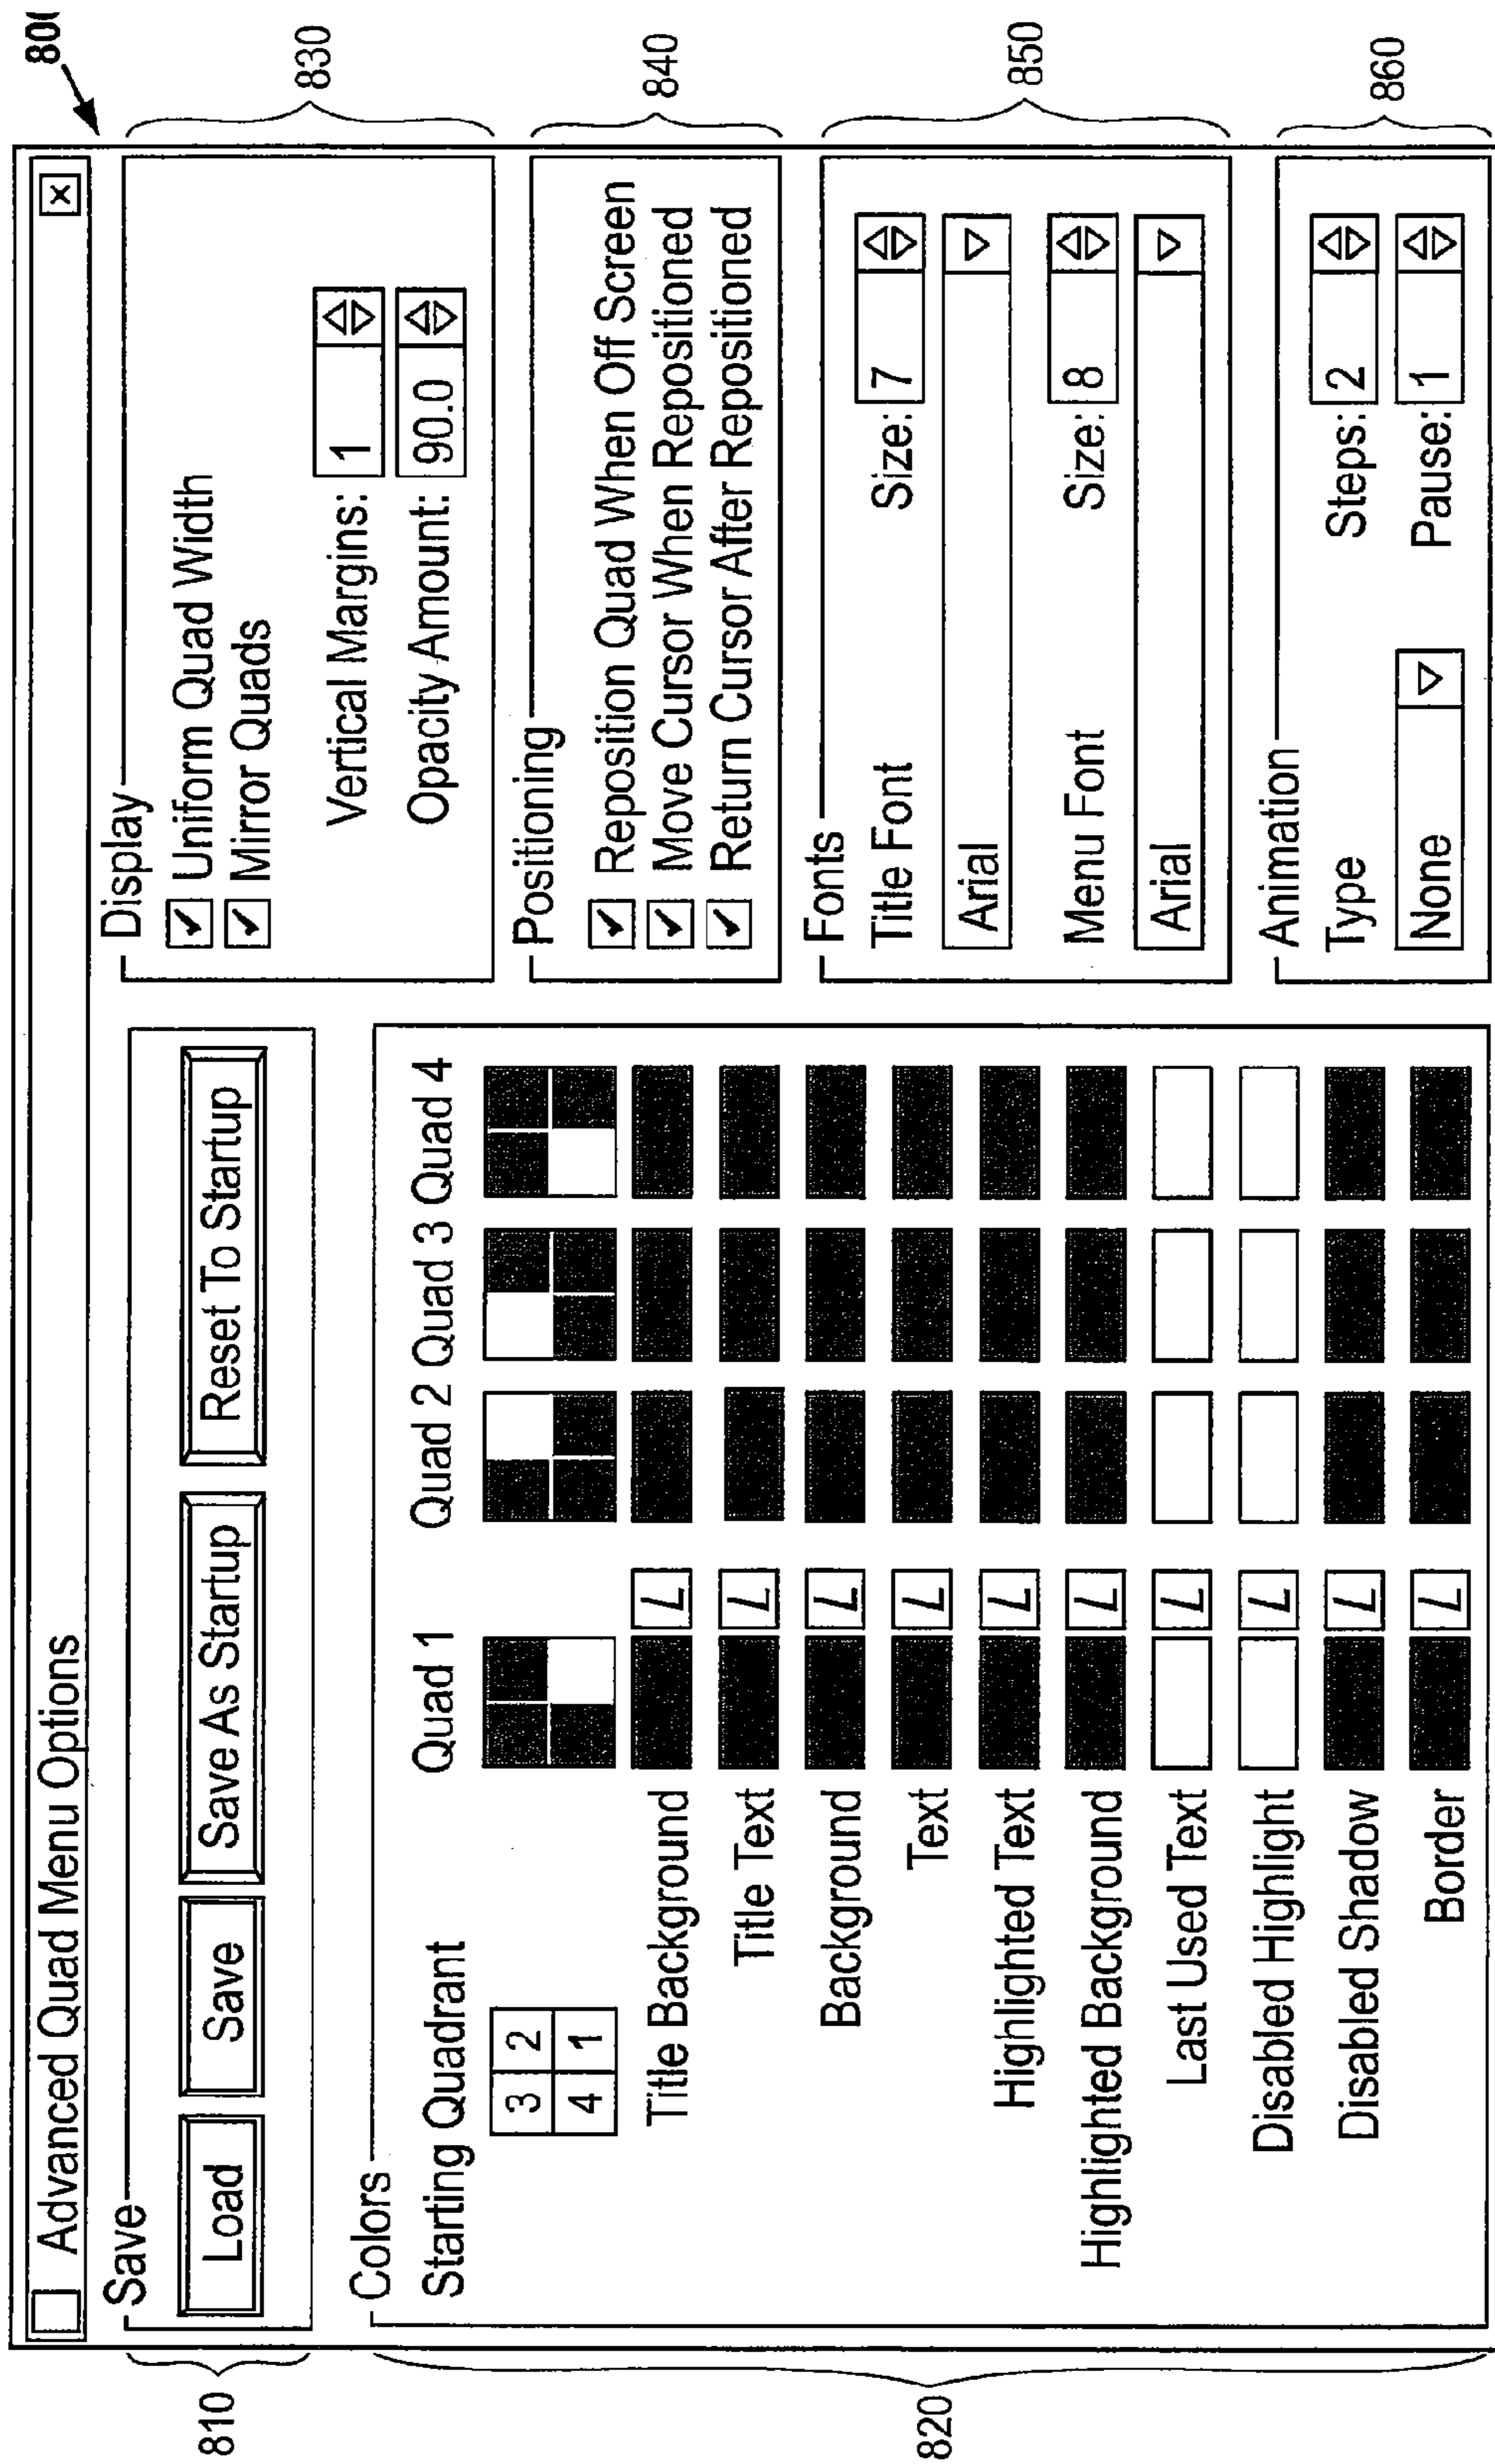 800
Advanced Quad Menu Options
x
810
Save
Load
Save
Save As Startup
Reset To Startup
820
Colors
Starting Quadrant
Quad 1
Quad 2
Quad 3
Quad 4
3 2
4 1
Title Background L
Title Text L
Background L
Text L
Highlighted Text L
Highlighted Background L
Last Used Text L
Disabled Highlight L
Disabled Shadow L
Border L
Display
Uniform Quad Width
Mirror Quads
Vertical Margins: 1
Opacity Amount: 90.0
830
Positioning
Reposition Quad When Off Screen
Move Cursor When Repositioned
Return Cursor After Repositioned
840
Fonts
Title Font Size: 7
Arial
Menu Font Size: 8
Arial
850
Animation
Type Steps: 2
None Pause: 1
860